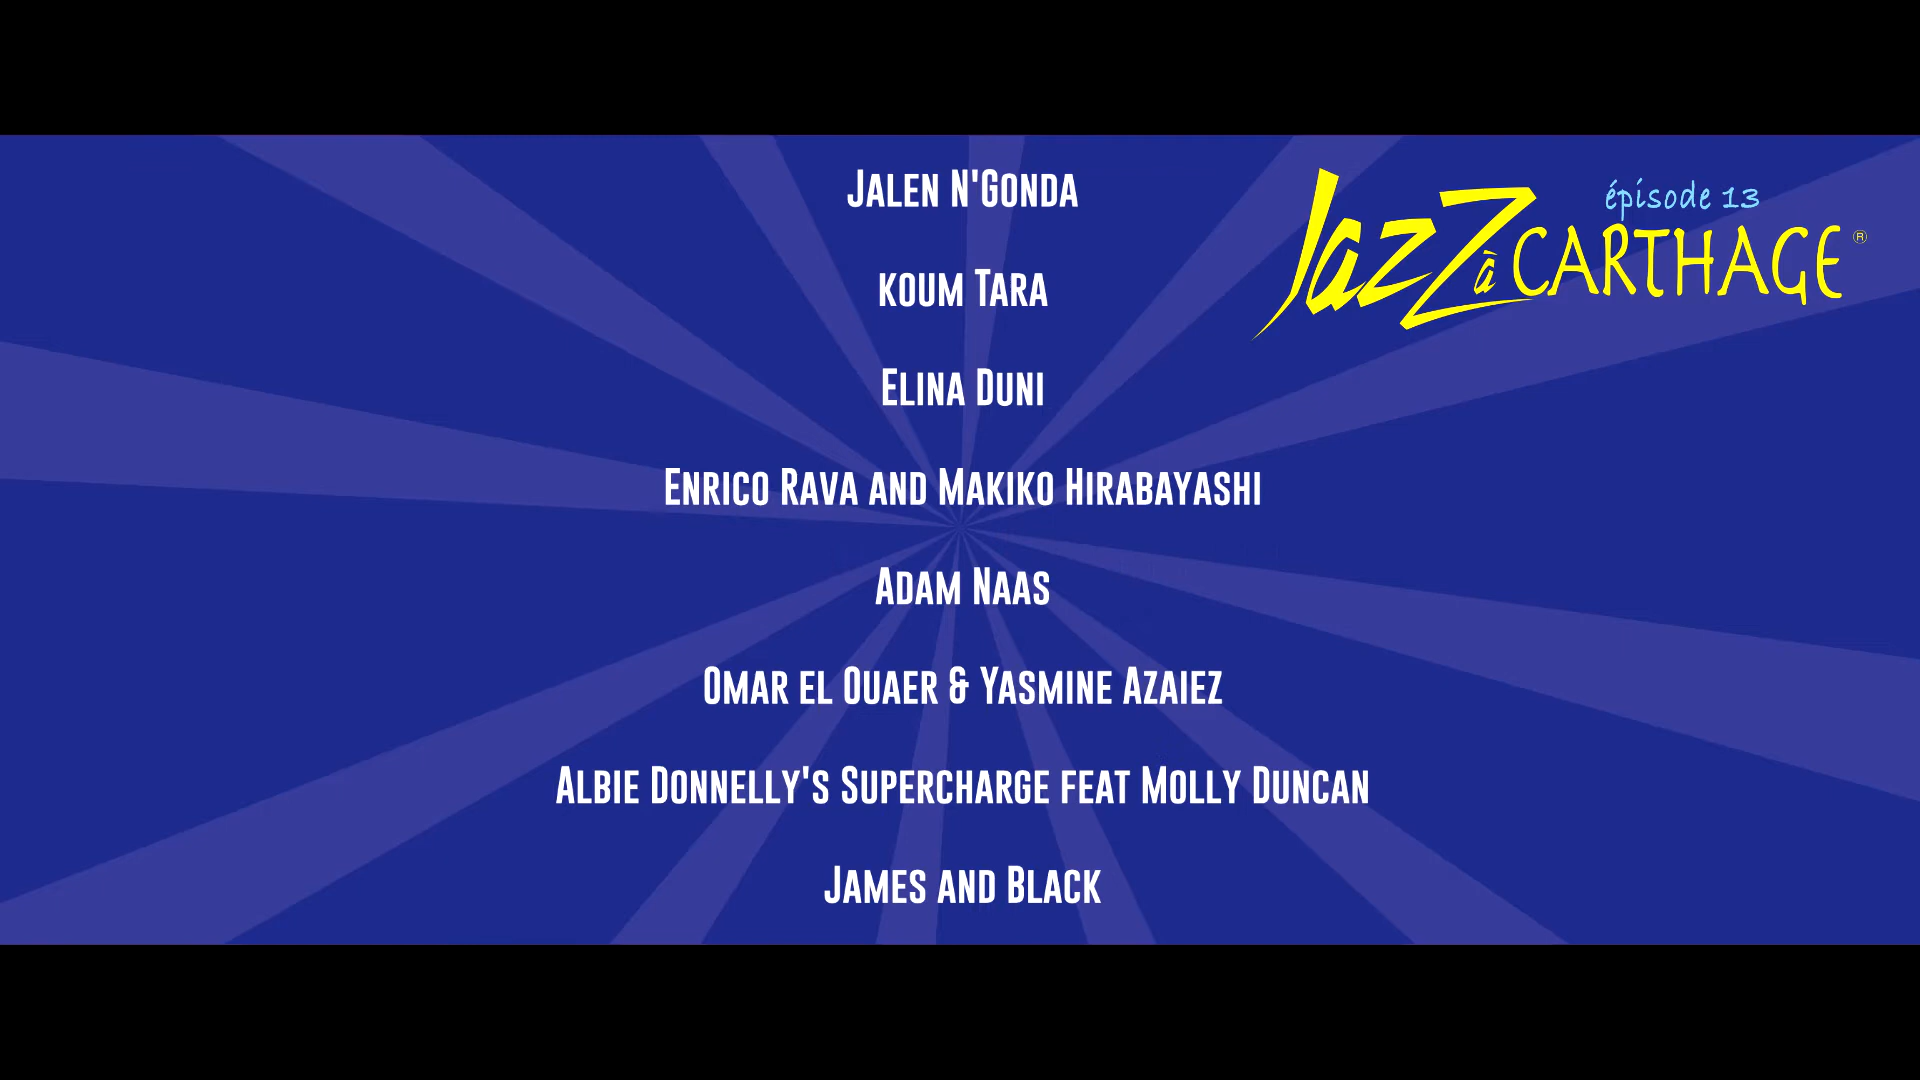 JALEN N'GONDA
épisode 13
JazZ à CARTHAGE ®
KOUM TARA
ELINA DUNI
ENRICO RAVA AND MAKIKO HIRABAYASHI
ADAM NAAS
OMAR EL OUAER & YASMINE AZAIEZ
ALBIE DONNELLY'S SUPERCHARGE FEAT MOLLY DUNCAN
JAMES AND BLACK